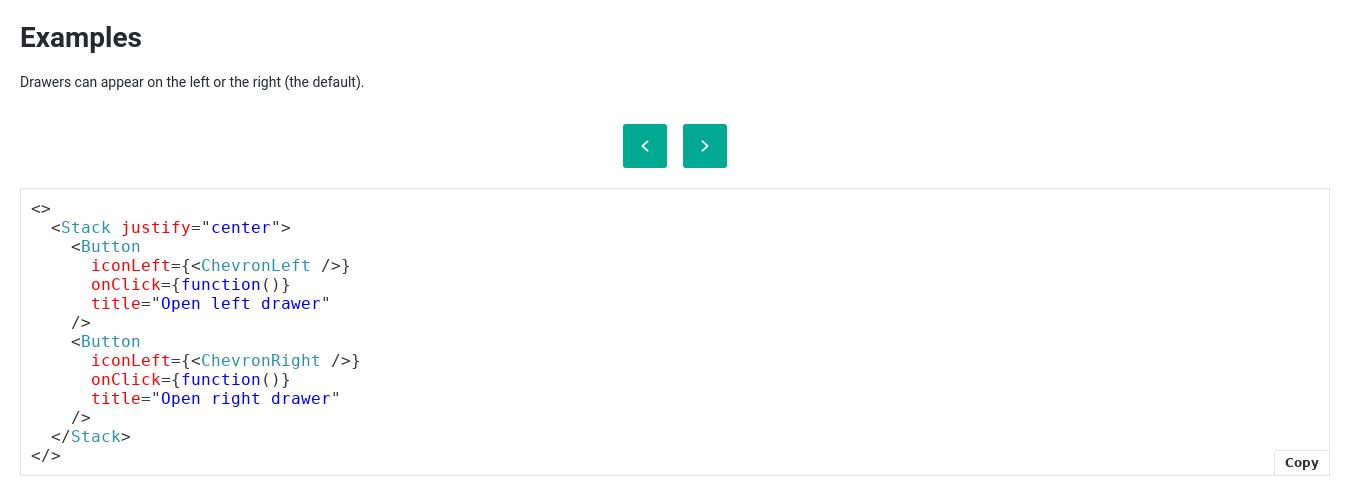 Examples
Drawers can appear on the left or the right (the default).
<>
  <Stack justify="center">
    <Button
      iconLeft={<ChevronLeft />}
      onClick={function()}
      title="Open left drawer"
    />
    <Button
      iconLeft={<ChevronRight />}
      onClick={function()}
      title="Open right drawer"
    />
  </Stack>
</>
Copy